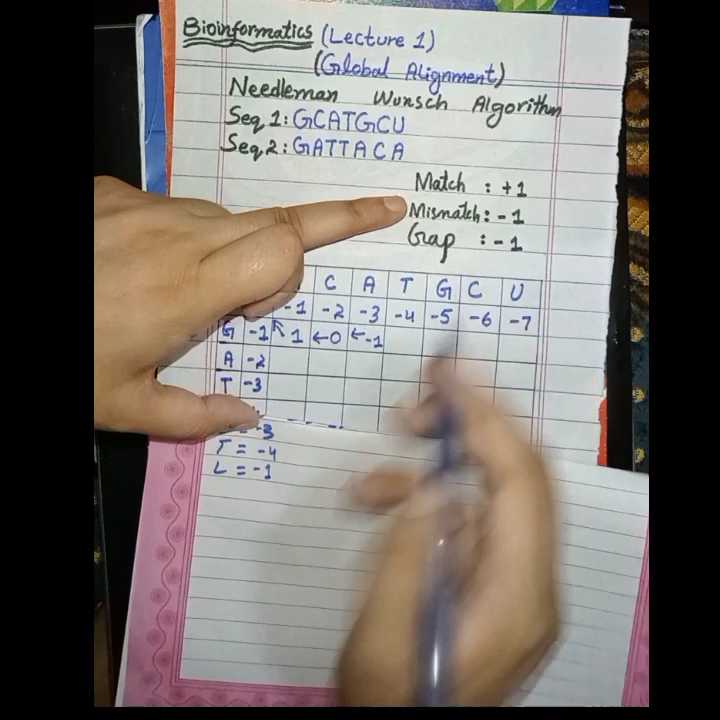 Bioinformatics (Lecture 1)
(Global Alignment)
Needleman Wunsch Algorithm
Seq 1: GCATGCU
Seq 2: GATTACA
Match : +1
Mismatch: -1
Gap : -1
C A T G C U
-1 -2 -3 -4 -5 -6 -7
G -1 ↖ 1 ←0 ←-1
A -2
T -3
= -3
T = -4
L = -1